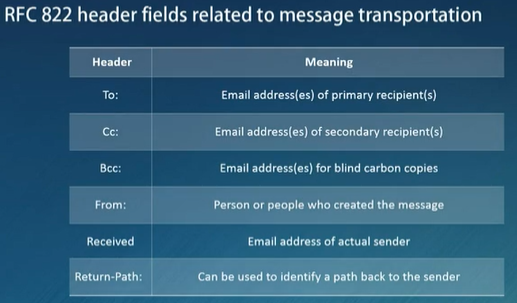 RFC 822 header fields related to message transportation
Header Meaning
To: Email address(es) of primary recipient(s)
Cc: Email address(es) of secondary recipient(s)
Bcc: Email address(es) for blind carbon copies
From: Person or people who created the message
Received Email address of actual sender
Return-Path: Can be used to identify a path back to the sender